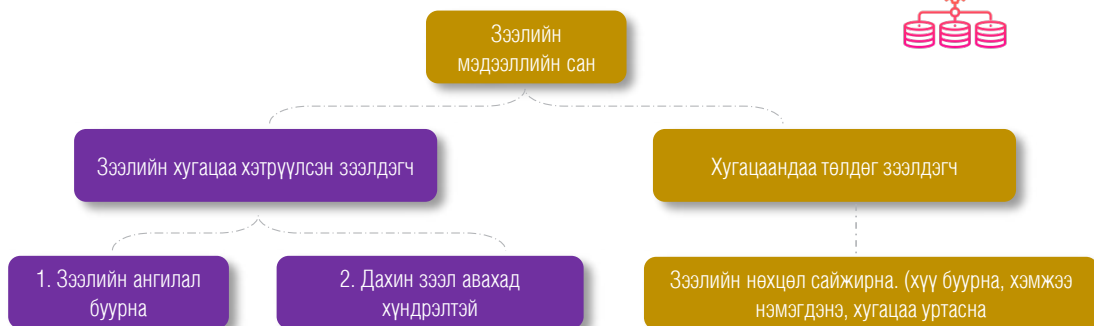 Зээлийн
мэдээллийн сан
Зээлийн хугацаа хэтрүүлсэн зээлдэгч
Хугацаандаа төлдөг зээлдэгч
1. Зээлийн ангилал
буурна
2. Дахин зээл авахад
хүндрэлтэй
Зээлийн нөхцөл сайжирна. (хүү буурна, хэмжээ
нэмэгдэнэ, хугацаа уртасна